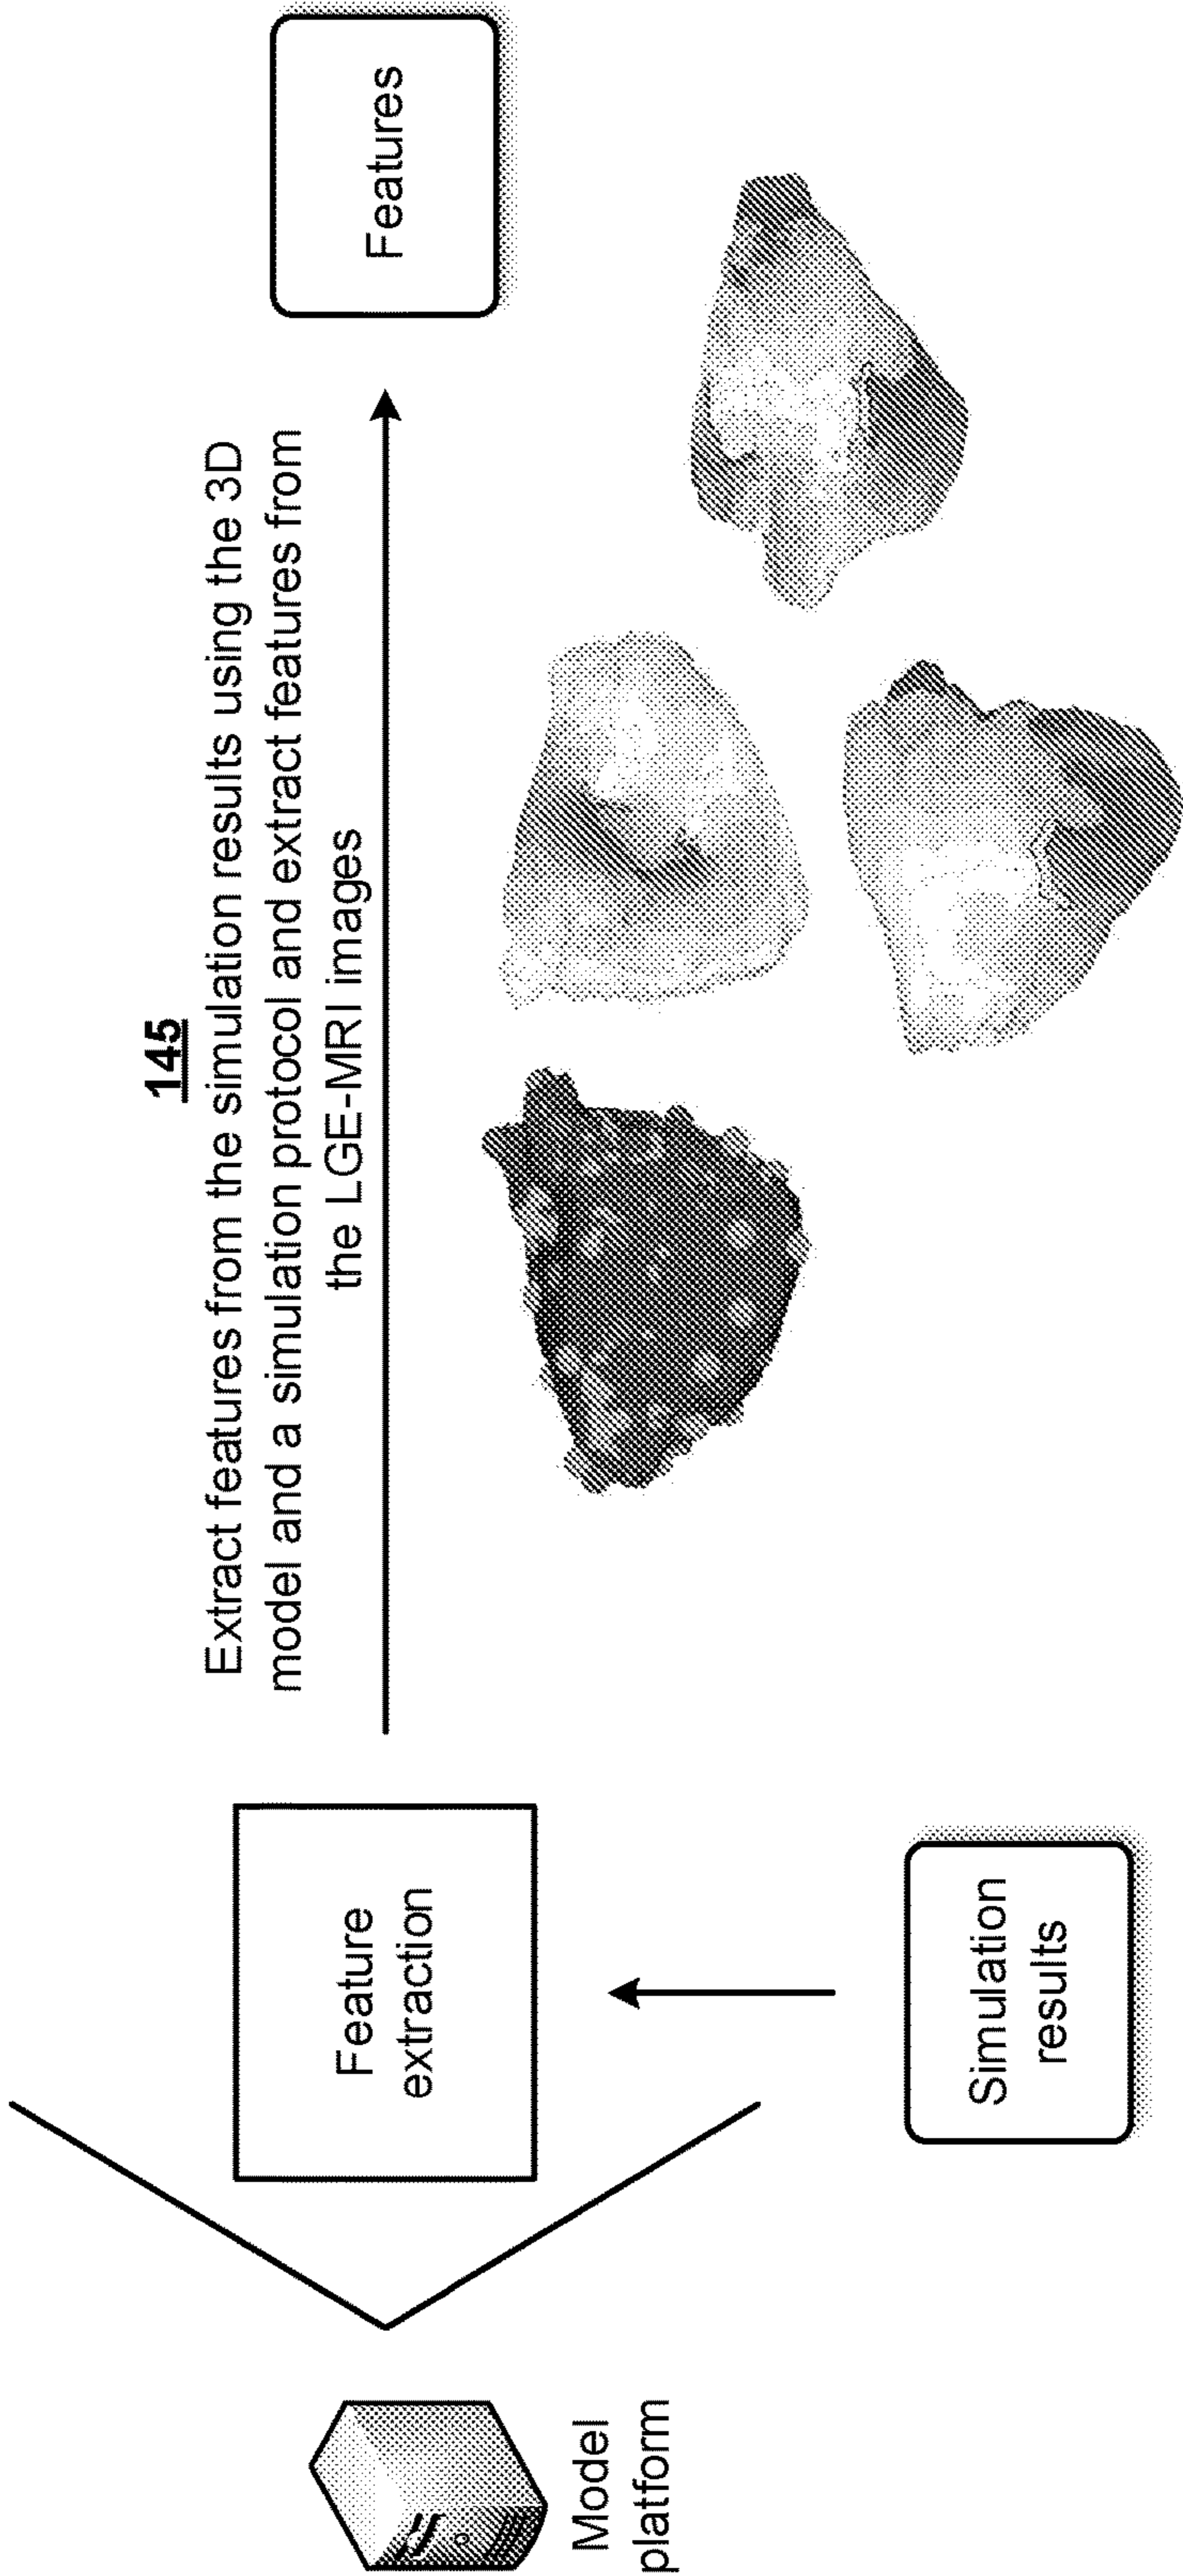 145
Extract features from the simulation results using the 3D
model and a simulation protocol and extract features from
the LGE-MRI images
Model
platform
Feature
extraction
Features
Simulation
results